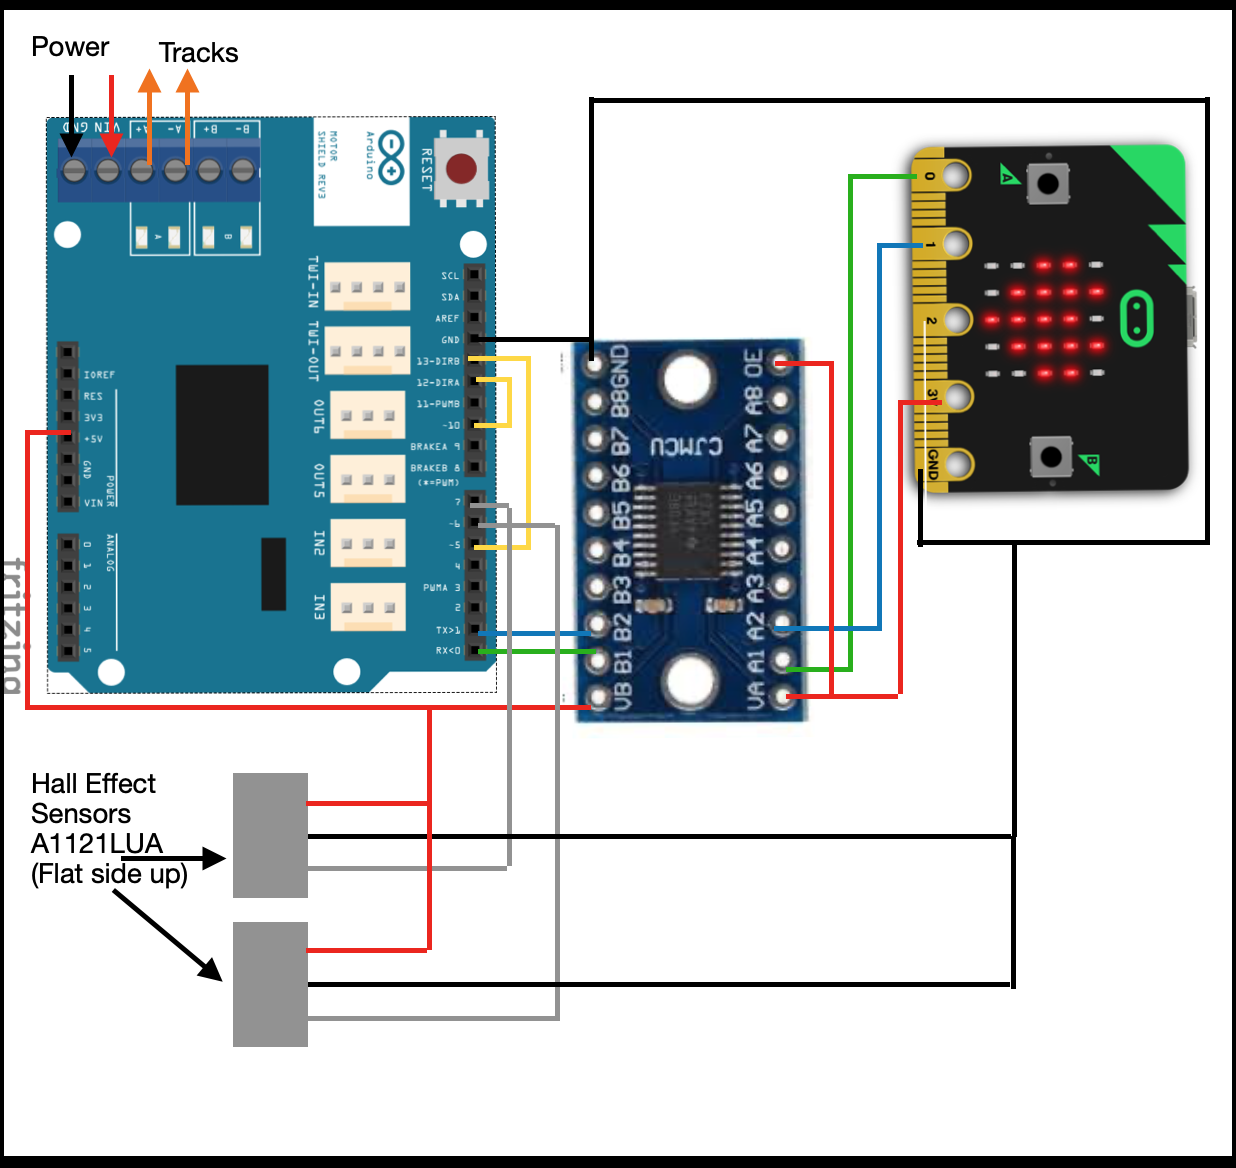 Power
Tracks
GND
VIN
A+
A-
B+
B-
MOTOR
SHIELD REV3
Arduino
RESET
A
B
TWI-IN
TWI-OUT
OUT6
OUT5
IN2
IN3
SCL
SDA
AREF
GND
13-DIRB
12-DIRA
11-PWMB
~10
BRAKEA 9
BRAKEB 8
(*=PWM)
7
~6
~5
4
PWMA 3
2
TX>1
RX<0
IOREF
RES
3V3
+5V
GND
VIN
POWER
ANALOG
0
1
2
3
4
5
fritzing
GND
B8
B7
B6
B5
B4
B3
B2
B1
VB
CJMCU
OE
A8
A7
A6
A5
A4
A3
A2
A1
VA
0
1
2
3V
GND
A
B
Hall Effect
Sensors
A1121LUA
(Flat side up)